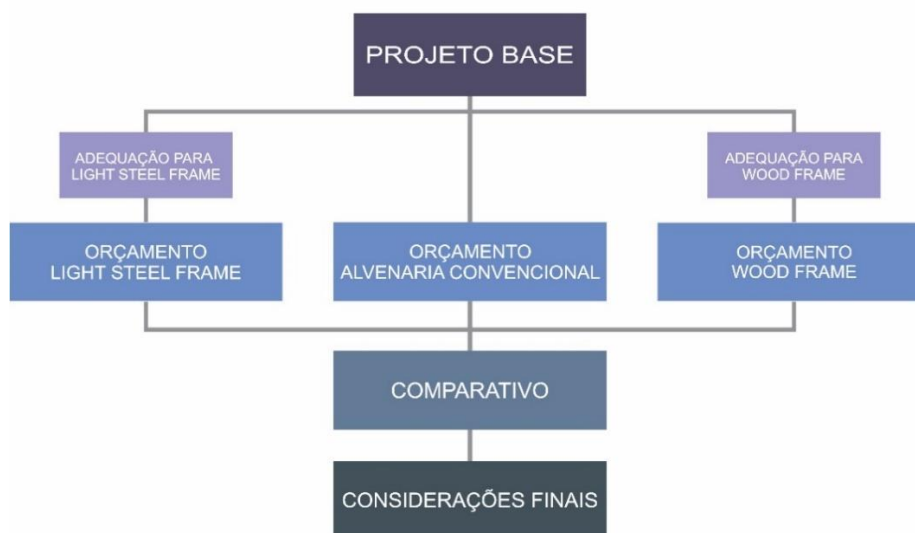 PROJETO BASE
ADEQUAÇÃO PARA
LIGHT STEEL FRAME
ADEQUAÇÃO PARA
WOOD FRAME
ORÇAMENTO
LIGHT STEEL FRAME
ORÇAMENTO
ALVENARIA CONVENCIONAL
ORÇAMENTO
WOOD FRAME
COMPARATIVO
CONSIDERAÇÕES FINAIS